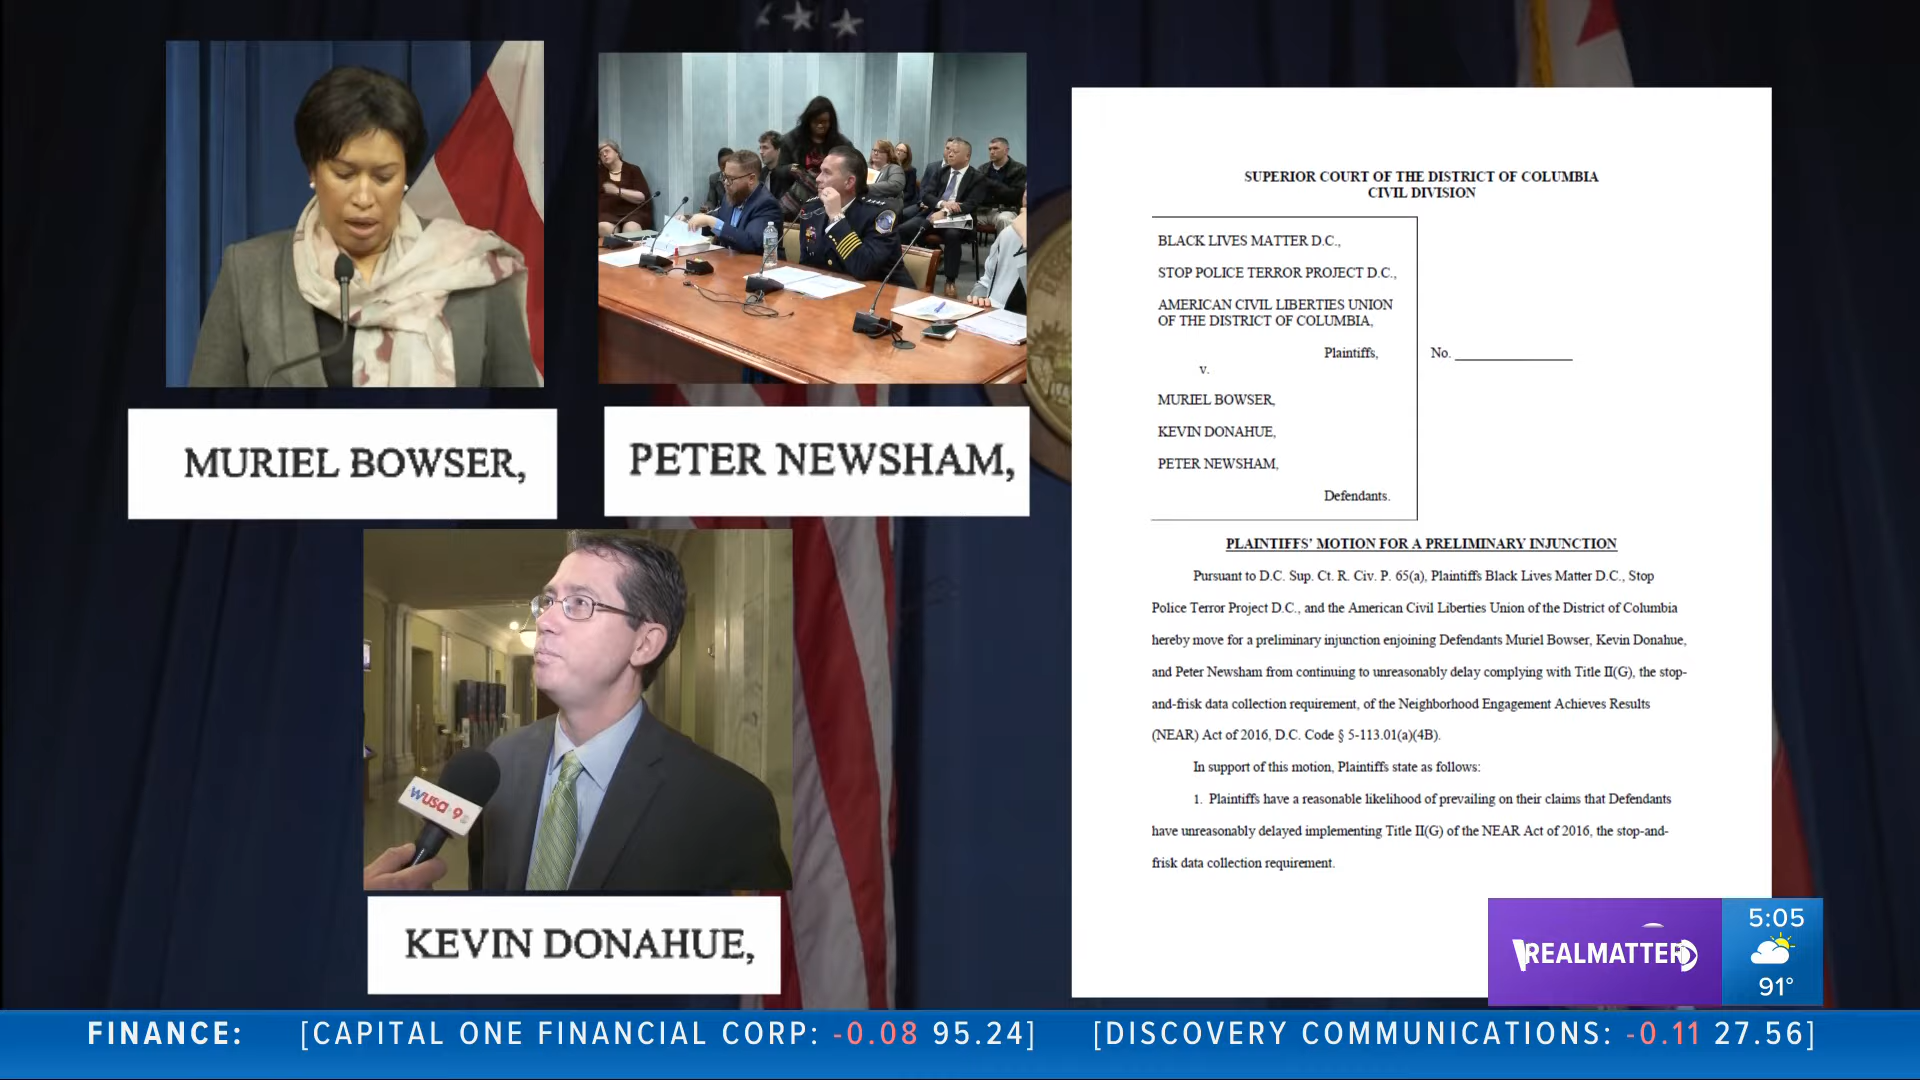 MURIEL BOWSER,
PETER NEWSHAM,
KEVIN DONAHUE,
wusa 9
SUPERIOR COURT OF THE DISTRICT OF COLUMBIA
CIVIL DIVISION
BLACK LIVES MATTER D.C.,
STOP POLICE TERROR PROJECT D.C.,
AMERICAN CIVIL LIBERTIES UNION
OF THE DISTRICT OF COLUMBIA,
Plaintiffs,
v.
MURIEL BOWSER,
KEVIN DONAHUE,
PETER NEWSHAM,
Defendants.
No. ________________
PLAINTIFFS' MOTION FOR A PRELIMINARY INJUNCTION
Pursuant to D.C. Sup. Ct. R. Civ. P. 65(a), Plaintiffs Black Lives Matter D.C., Stop
Police Terror Project D.C., and the American Civil Liberties Union of the District of Columbia
hereby move for a preliminary injunction enjoining Defendants Muriel Bowser, Kevin Donahue,
and Peter Newsham from continuing to unreasonably delay complying with Title II(G), the stop-
and-frisk data collection requirement, of the Neighborhood Engagement Achieves Results
(NEAR) Act of 2016, D.C. Code § 5-113.01(a)(4B).
In support of this motion, Plaintiffs state as follows:
1. Plaintiffs have a reasonable likelihood of prevailing on their claims that Defendants
have unreasonably delayed implementing Title II(G) of the NEAR Act of 2016, the stop-and-
frisk data collection requirement.
REALMATTER
5:05
91°
FINANCE: [CAPITAL ONE FINANCIAL CORP: -0.08 95.24] [DISCOVERY COMMUNICATIONS: -0.11 27.56]